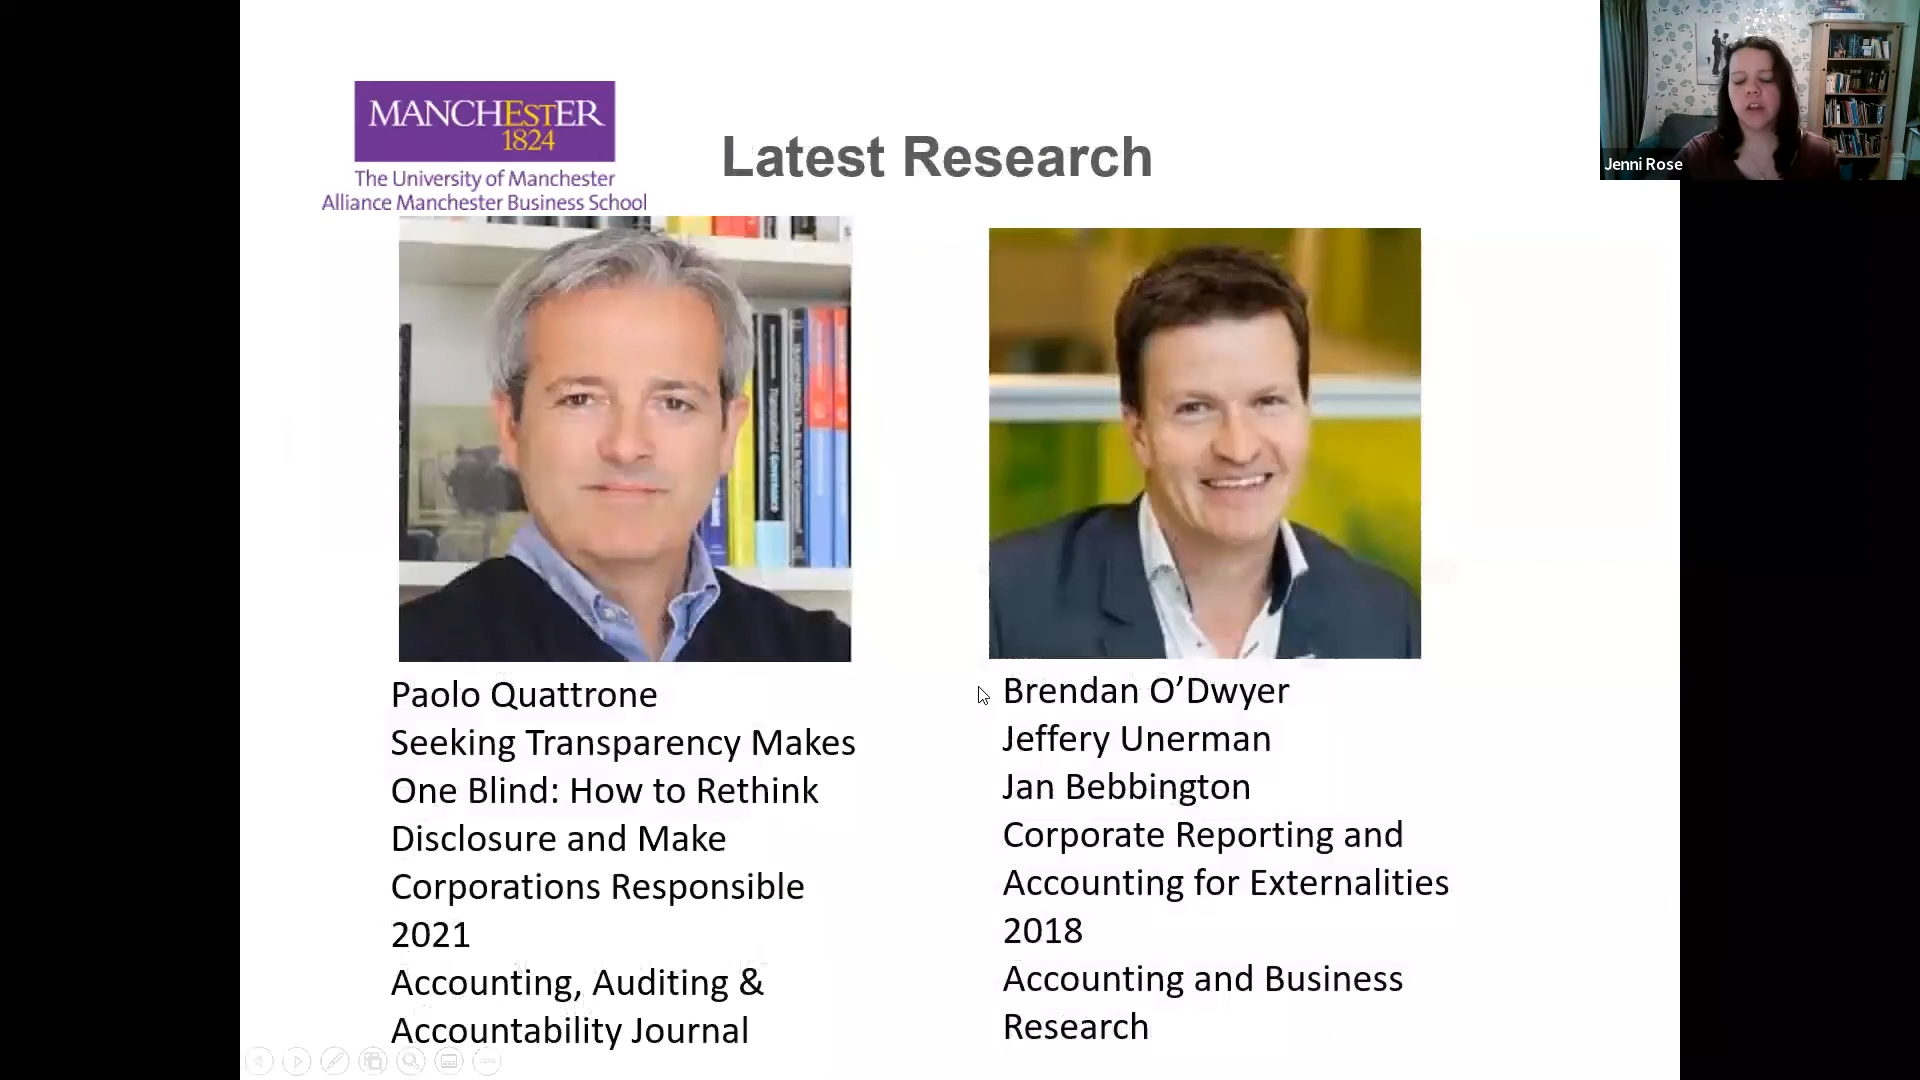 MANCHESTER
1824
The University of Manchester
Alliance Manchester Business School
Latest Research
Jenni Rose
Paolo Quattrone
Seeking Transparency Makes
One Blind: How to Rethink
Disclosure and Make
Corporations Responsible
2021
Accounting, Auditing &
Accountability Journal
Brendan O’Dwyer
Jeffery Unerman
Jan Bebbington
Corporate Reporting and
Accounting for Externalities
2018
Accounting and Business
Research